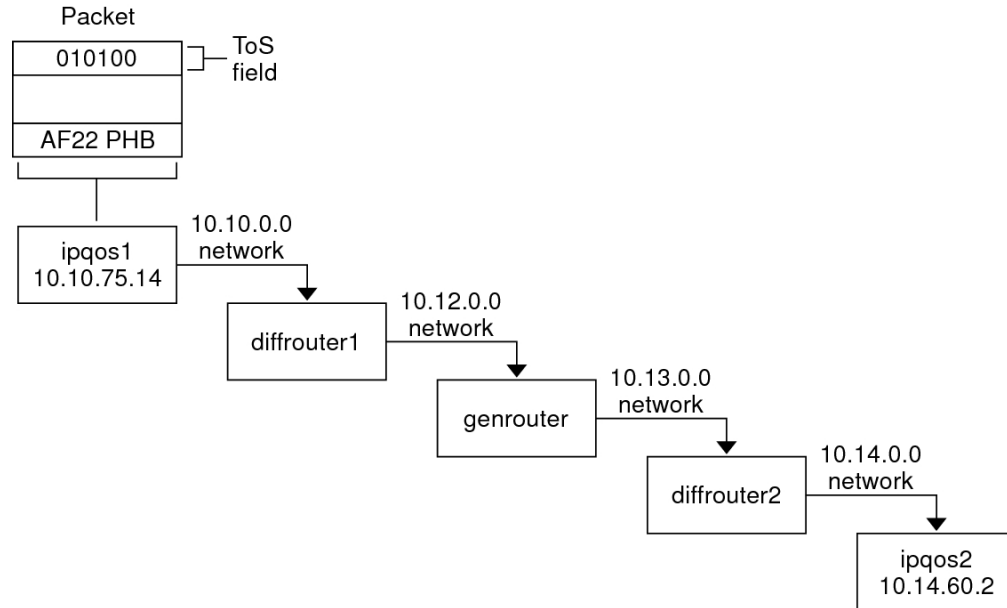 Packet
010100
ToS
field
AF22 PHB
ipqos1
10.10.75.14
10.10.0.0
network
diffrouter1
10.12.0.0
network
genrouter
10.13.0.0
network
diffrouter2
10.14.0.0
network
ipqos2
10.14.60.2